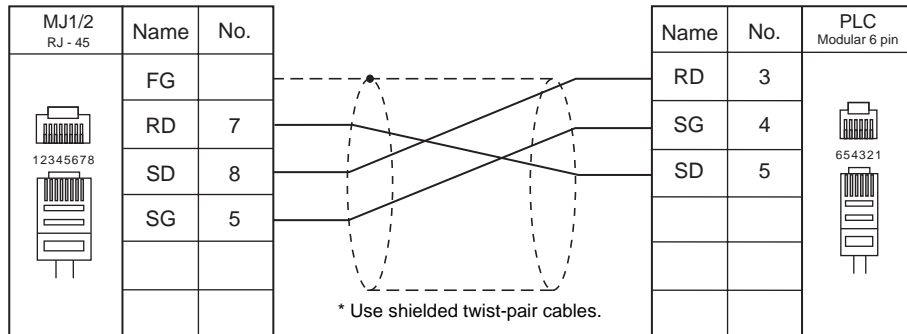 MJ1/2
RJ - 45
Name No.
FG
RD 7
SD 8
SG 5
12345678
* Use shielded twist-pair cables.
Name No.
PLC
Modular 6 pin
RD 3
SG 4
SD 5
654321